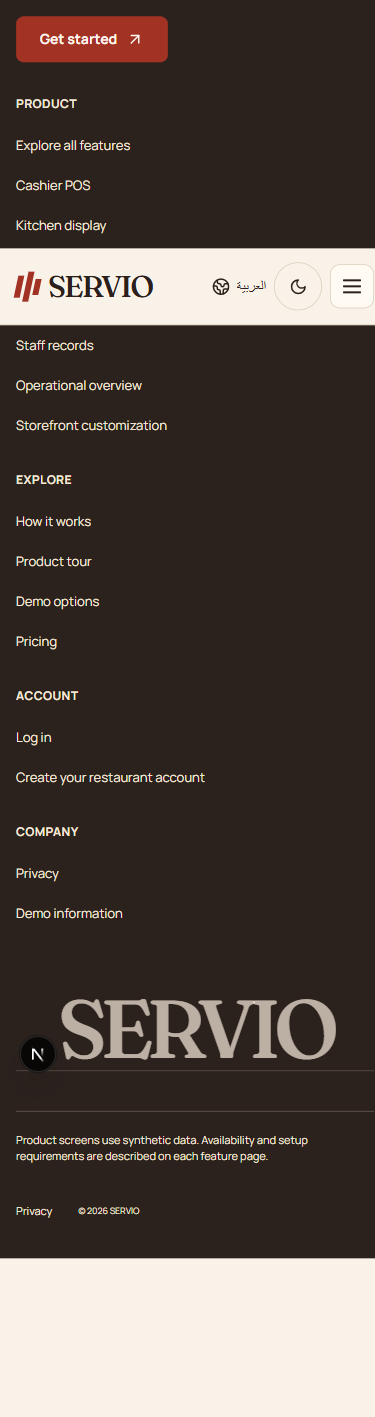 Get started
PRODUCT
Explore all features
Cashier POS
Kitchen display
SERVIO
العربية
Staff records
Operational overview
Storefront customization
EXPLORE
How it works
Product tour
Demo options
Pricing
ACCOUNT
Log in
Create your restaurant account
COMPANY
Privacy
Demo information
SERVIO
N
Product screens use synthetic data. Availability and setup
requirements are described on each feature page.
Privacy © 2026 SERVIO